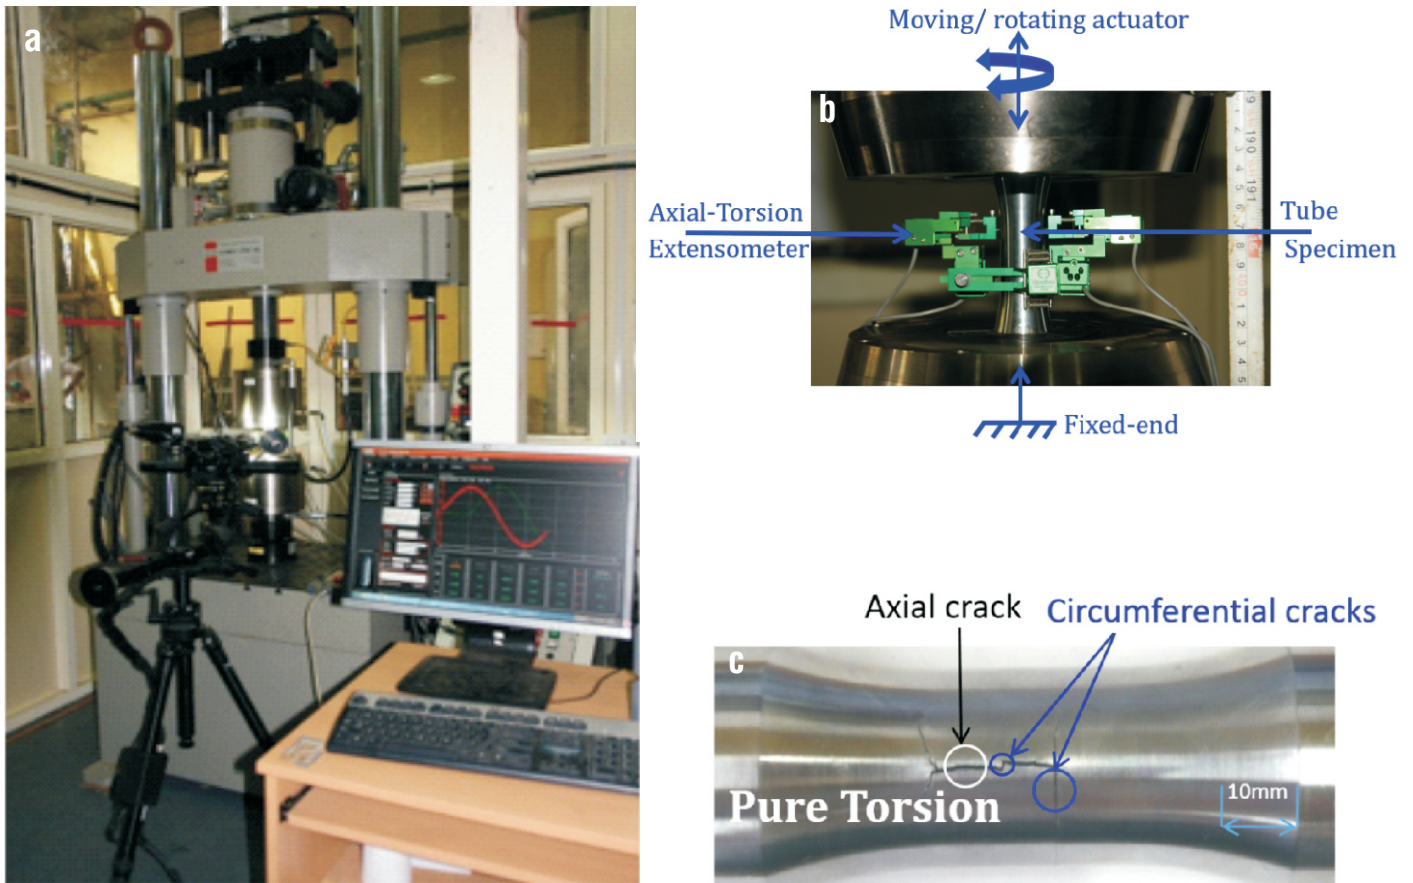 a
Moving/ rotating actuator
b
Axial-Torsion
Extensometer
Tube
Specimen
Fixed-end
Axial crack
Circumferential cracks
c
Pure Torsion
10mm